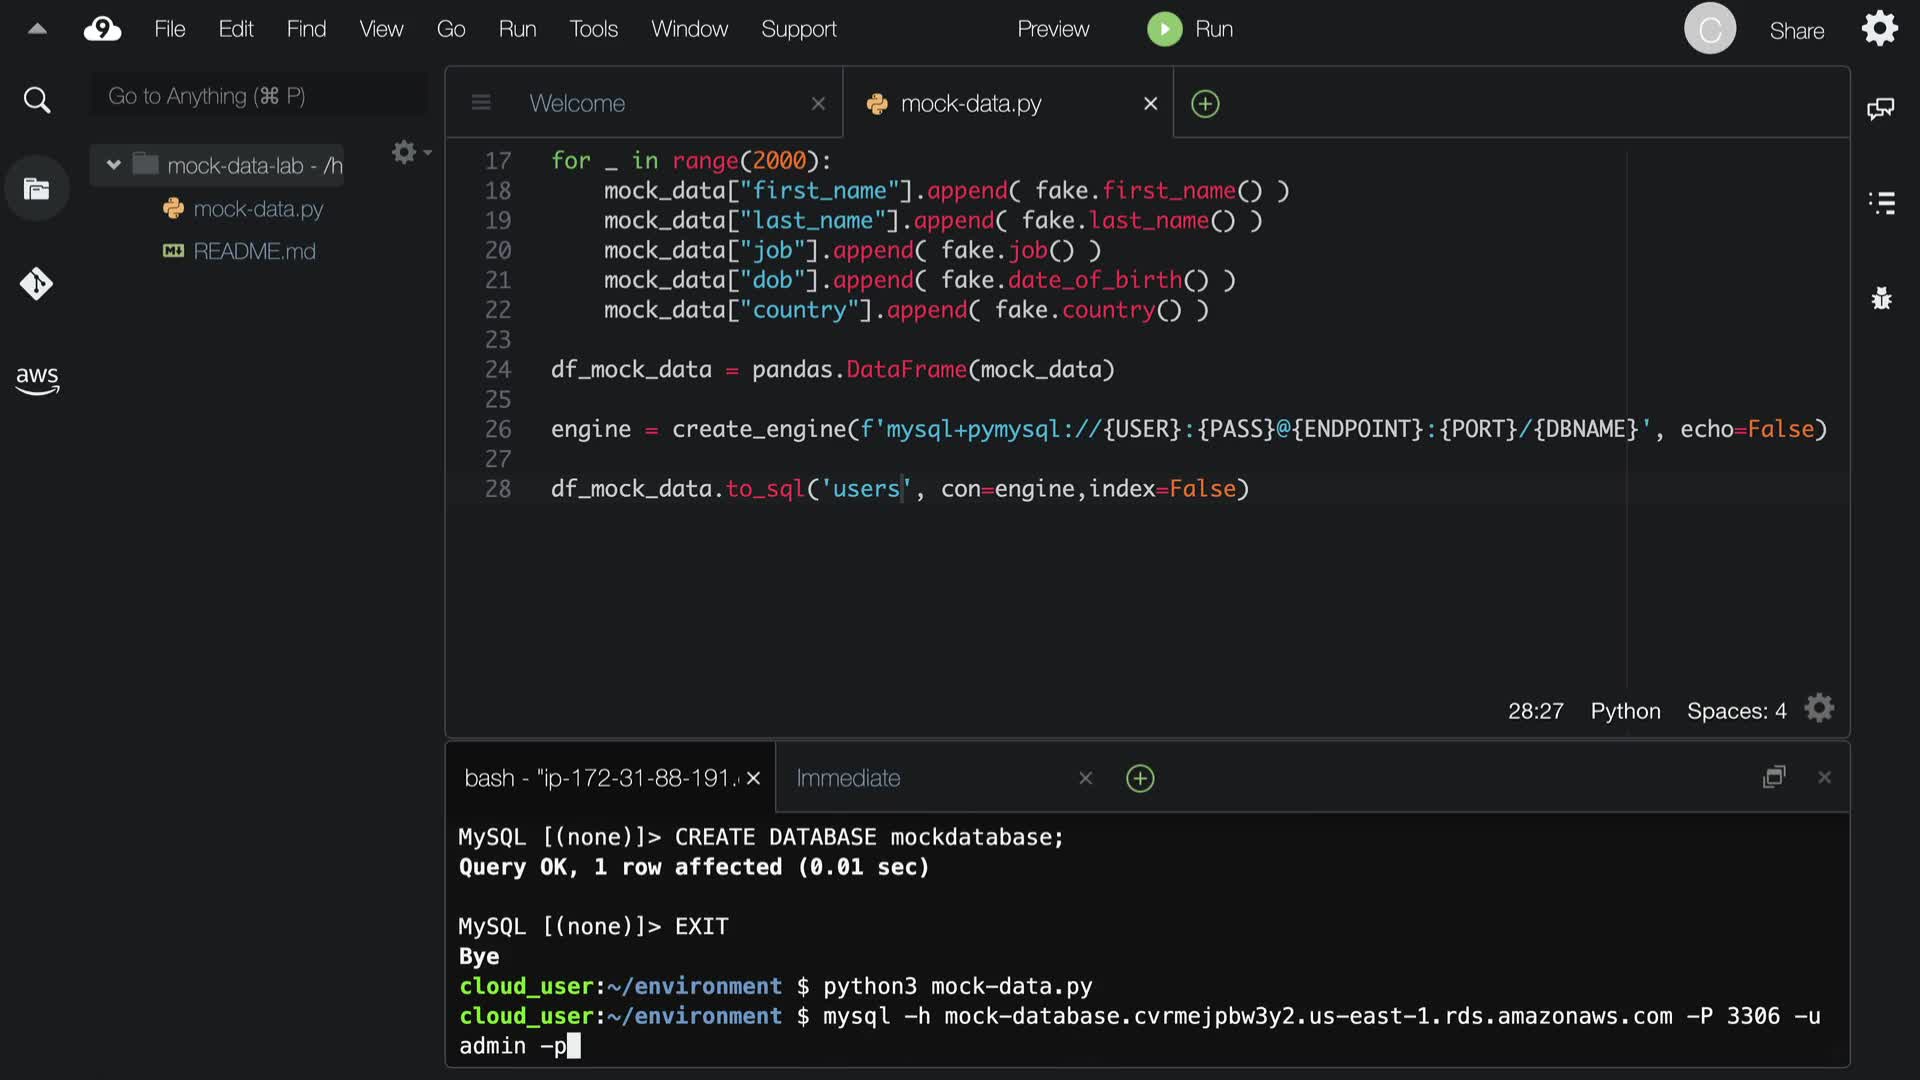 9 File Edit Find View Go Run Tools Window Support Preview Run C Share
Go to Anything (⌘ P)
mock-data-lab - /h
mock-data.py
README.md
aws
Welcome
mock-data.py
17 for _ in range(2000):
18     mock_data["first_name"].append( fake.first_name() )
19     mock_data["last_name"].append( fake.last_name() )
20     mock_data["job"].append( fake.job() )
21     mock_data["dob"].append( fake.date_of_birth() )
22     mock_data["country"].append( fake.country() )
23
24 df_mock_data = pandas.DataFrame(mock_data)
25
26 engine = create_engine(f'mysql+pymysql://{USER}:{PASS}@{ENDPOINT}:{PORT}/{DBNAME}', echo=False)
27
28 df_mock_data.to_sql('users', con=engine,index=False)
28:27 Python Spaces: 4
bash - "ip-172-31-88-191.
Immediate
MySQL [(none)]> CREATE DATABASE mockdatabase;
Query OK, 1 row affected (0.01 sec)
MySQL [(none)]> EXIT
Bye
cloud_user:~/environment $ python3 mock-data.py
cloud_user:~/environment $ mysql -h mock-database.cvrmejpbw3y2.us-east-1.rds.amazonaws.com -P 3306 -u
admin -p